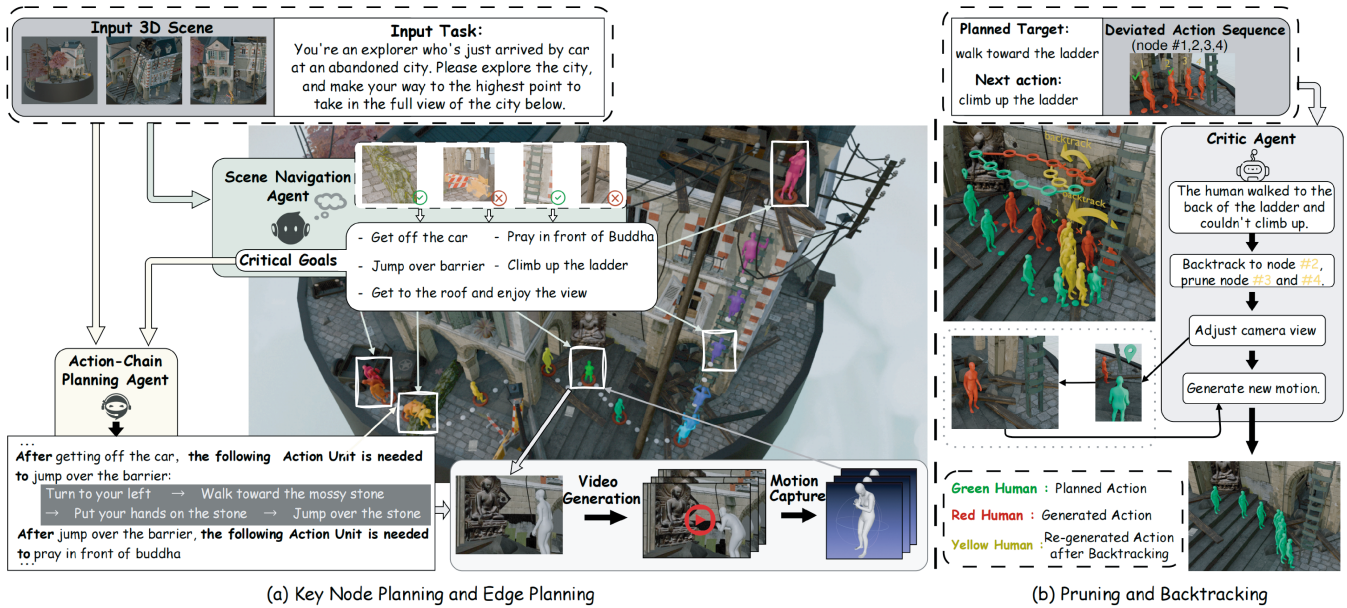 Input 3D Scene
Input Task:
You're an explorer who's just arrived by car
at an abandoned city. Please explore the city,
and make your way to the highest point to
take in the full view of the city below.
Scene Navigation
Agent
Critical Goals
- Get off the car
- Pray in front of Buddha
- Jump over barrier
- Climb up the ladder
- Get to the roof and enjoy the view
Action-Chain
Planning Agent
...
After getting off the car, the following Action Unit is needed
to jump over the barrier:
Turn to your left → Walk toward the mossy stone
→ Put your hands on the stone → Jump over the stone
After jump over the barrier, the following Action Unit is needed
to pray in front of buddha
...
Video
Generation
Motion
Capture
(a) Key Node Planning and Edge Planning
Planned Target:
walk toward the ladder
Next action:
climb up the ladder
Deviated Action Sequence
(node #1,2,3,4)
backtrack
backtrack
Critic Agent
The human walked to the
back of the ladder and
couldn't climb up.
Backtrack to node #2,
prune node #3 and #4.
Adjust camera view
Generate new motion.
Green Human : Planned Action
Red Human : Generated Action
Yellow Human : Re-generated Action
after Backtracking
(b) Pruning and Backtracking